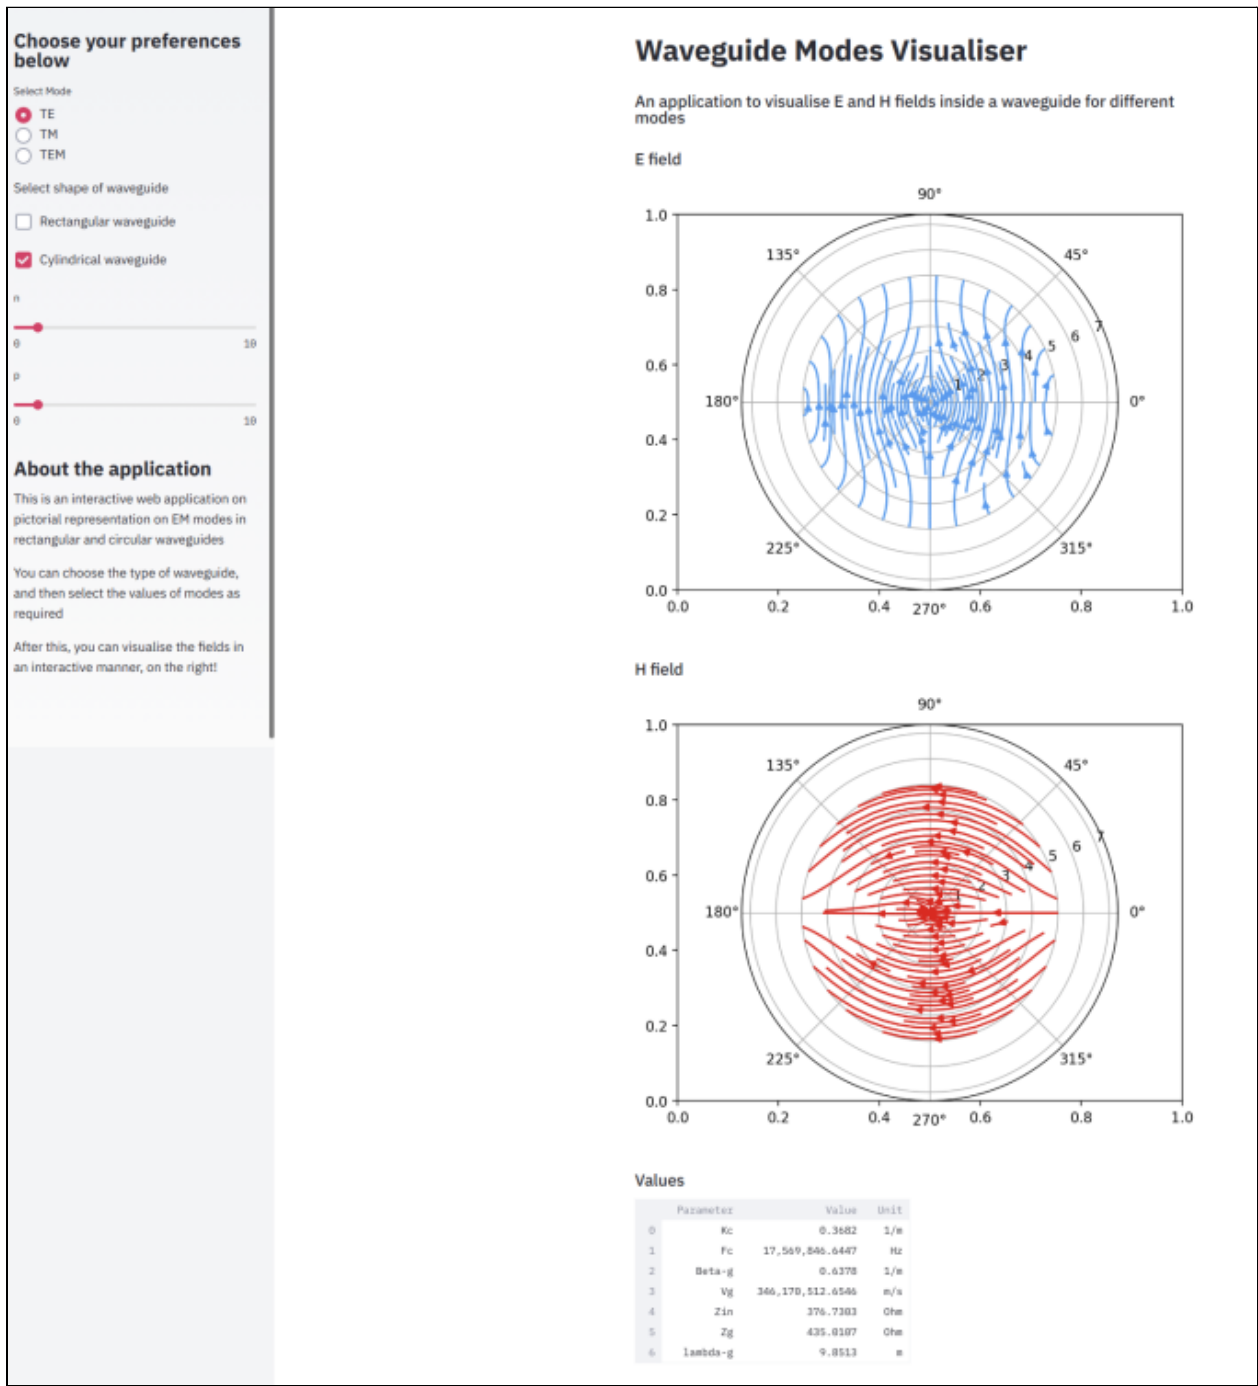 Choose your preferences
below
Select Mode
TE
TM
TEM
Select shape of waveguide
Rectangular waveguide
Cylindrical waveguide
n
0 10
p
0 10
About the application
This is an interactive web application on
pictorial representation on EM modes in
rectangular and circular waveguides
You can choose the type of waveguide,
and then select the values of modes as
required
After this, you can visualise the fields in
an interactive manner, on the right!
Waveguide Modes Visualiser
An application to visualise E and H fields inside a waveguide for different
modes
E field
90°
1.0
135° 45°
0.8
7
6
5
4
0.6 3
2
1
180° 0°
0.4
0.2
225° 315°
0.0
0.0 0.2 0.4 270° 0.6 0.8 1.0
H field
90°
1.0
135° 45°
0.8
7
6
5
4
0.6 3
2
1
180° 0°
0.4
0.2
225° 315°
0.0
0.0 0.2 0.4 270° 0.6 0.8 1.0
Values
Parameter Value Unit
0 Kc 0.3682 1/m
1 Fc 17,569,846.6447 Hz
2 Beta-g 0.6378 1/m
3 Vg 346,170,512.6546 m/s
4 Zin 376.7303 Ohm
5 Zg 435.0107 Ohm
6 lambda-g 9.8513 m